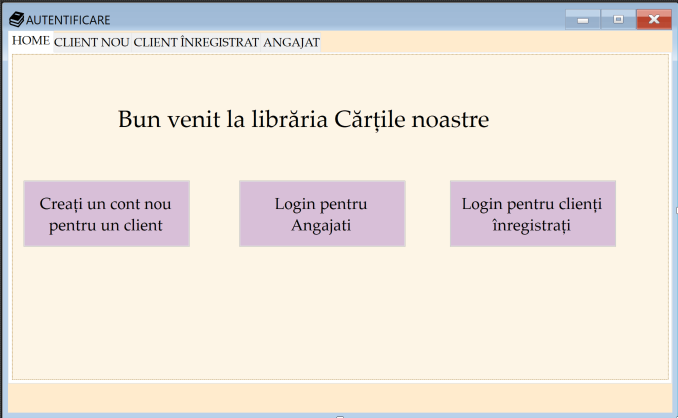 AUTENTIFICARE
HOME CLIENT NOU CLIENT ÎNREGISTRAT ANGAJAT
Bun venit la librăria Cărțile noastre
Creați un cont nou
pentru un client
Login pentru
Angajati
Login pentru clienți
înregistrați